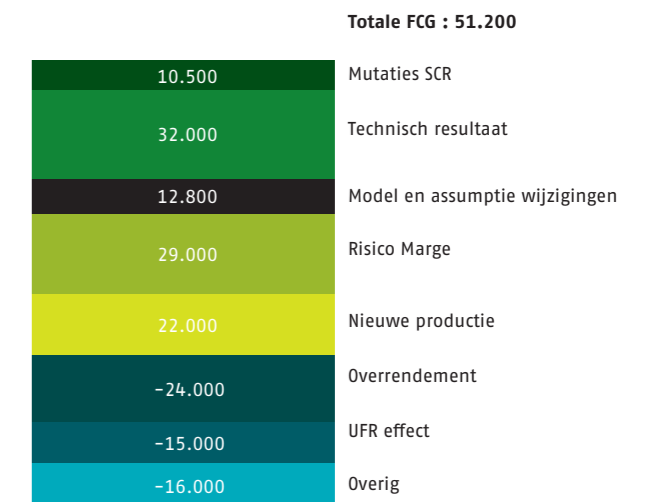 Totale FCG : 51.200
10.500 Mutaties SCR
32.000 Technisch resultaat
12.800 Model en assumptie wijzigingen
29.000 Risico Marge
22.000 Nieuwe productie
-24.000 Overrendement
-15.000 UFR effect
-16.000 Overig